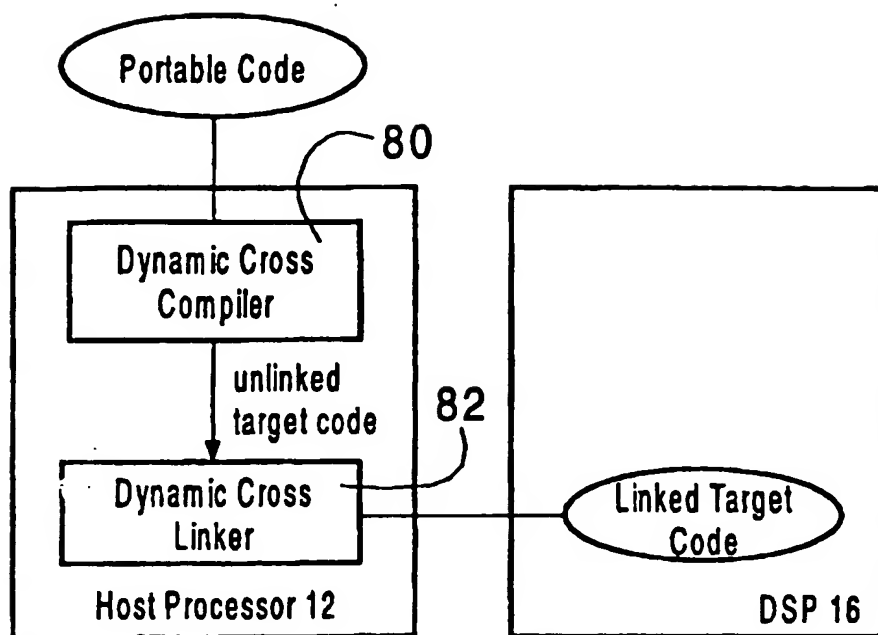 Portable Code
80
Dynamic Cross
Compiler
unlinked
target code
82
Dynamic Cross
Linker
Linked Target
Code
Host Processor 12
DSP 16